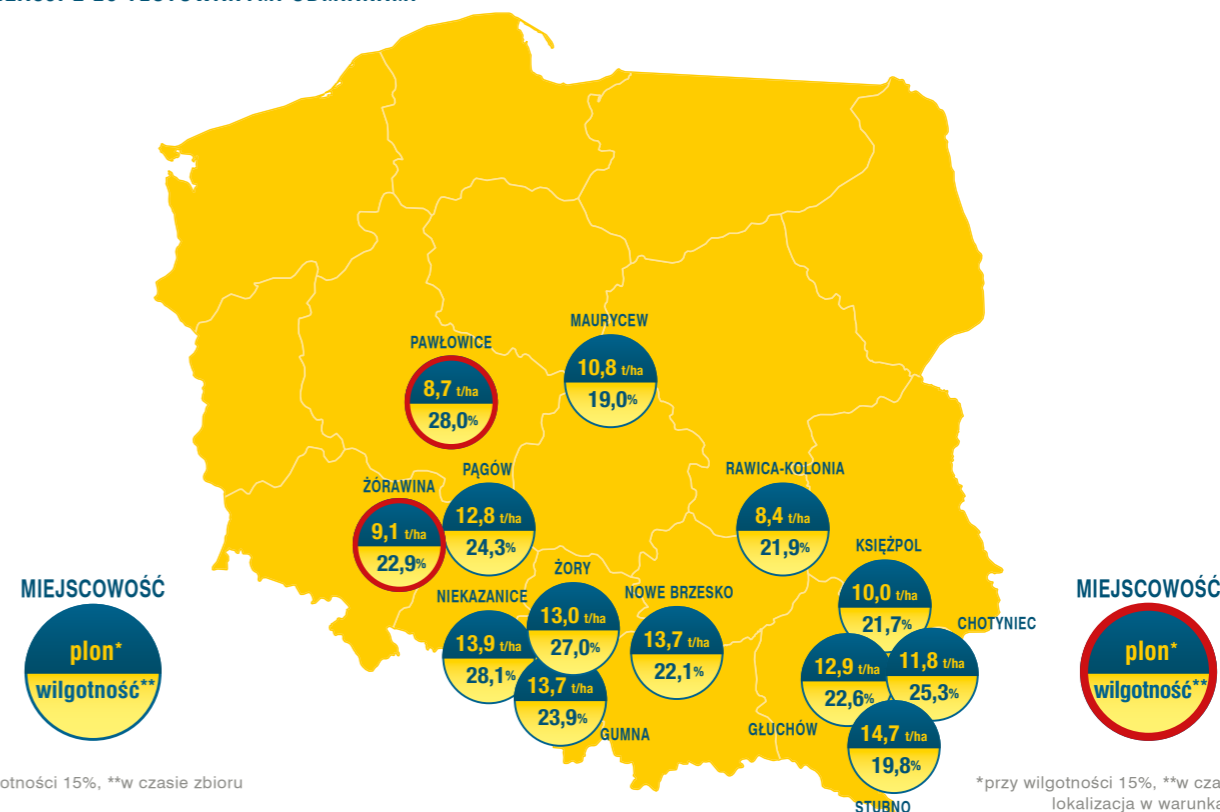 MAURYCEW
10,8 t/ha
19,0%
PAWŁOWICE
8,7 t/ha
28,0%
PĄGÓW
12,8 t/ha
24,3%
ŻÓRAWINA
9,1 t/ha
22,9%
RAWICA-KOLONIA
8,4 t/ha
21,9%
KSIĘŻPOL
10,0 t/ha
21,7%
ŻORY
13,0 t/ha
27,0%
NIEKAZANICE
13,9 t/ha
28,1%
NOWE BRZESKO
13,7 t/ha
22,1%
CHOTYNIEC
11,8 t/ha
25,3%
12,9 t/ha
22,6%
GŁUCHÓW
13,7 t/ha
23,9%
GUMNA
14,7 t/ha
19,8%
STUBNO
MIEJSCOWOŚĆ
plon*
wilgotność**
gotności 15%, **w czasie zbioru
MIEJSCOWOŚĆ
plon*
wilgotność**
*przy wilgotności 15%, **w cza
lokalizacja w warunka